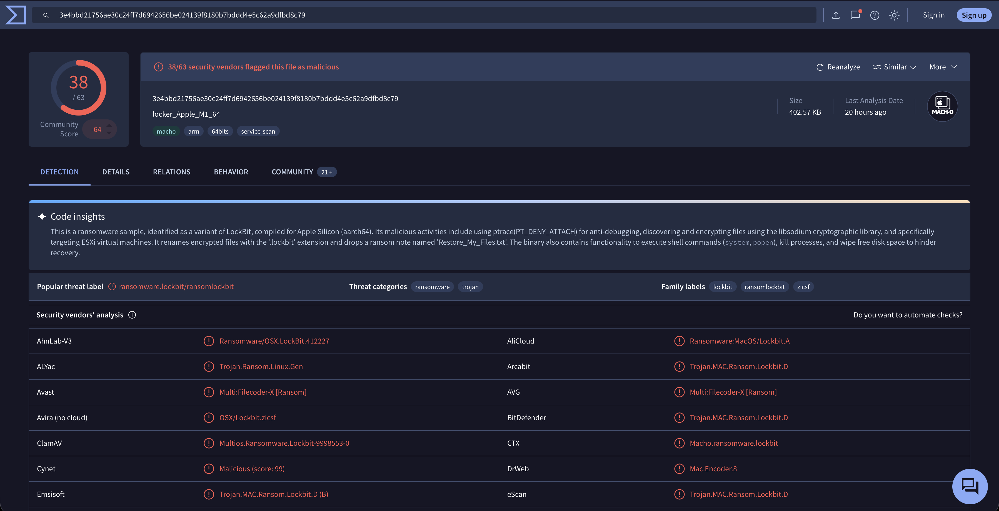 3e4bbd21756ae30c24ff7d6942656be024139f8180b7bddd4e5c62a9dfbd8c79
Sign in
Sign up
38
/ 63
Community
Score
-64
38/63 security vendors flagged this file as malicious
Reanalyze
Similar
More
3e4bbd21756ae30c24ff7d6942656be024139f8180b7bddd4e5c62a9dfbd8c79
locker_Apple_M1_64
macho
arm
64bits
service-scan
Size
402.57 KB
Last Analysis Date
20 hours ago
exec
MACH-O
DETECTION
DETAILS
RELATIONS
BEHAVIOR
COMMUNITY
21 +
Code insights
This is a ransomware sample, identified as a variant of LockBit, compiled for Apple Silicon (aarch64). Its malicious activities include using ptrace(PT_DENY_ATTACH) for anti-debugging, discovering and encrypting files using the libsodium cryptographic library, and specifically
targeting ESXi virtual machines. It renames encrypted files with the '.lockbit' extension and drops a ransom note named 'Restore_My_Files.txt'. The binary also contains functionality to execute shell commands (system, popen), kill processes, and wipe free disk space to hinder
recovery.
Popular threat label
ransomware.lockbit/ransomlockbit
Threat categories
ransomware
trojan
Family labels
lockbit
ransomlockbit
zicsf
Security vendors' analysis
Do you want to automate checks?
AhnLab-V3
Ransomware/OSX.LockBit.412227
AliCloud
Ransomware:MacOS/Lockbit.A
ALYac
Trojan.Ransom.Linux.Gen
Arcabit
Trojan.MAC.Ransom.Lockbit.D
Avast
Multi:Filecoder-X [Ransom]
AVG
Multi:Filecoder-X [Ransom]
Avira (no cloud)
OSX/Lockbit.zicsf
BitDefender
Trojan.MAC.Ransom.Lockbit.D
ClamAV
Multios.Ransomware.Lockbit-9998553-0
CTX
Macho.ransomware.lockbit
Cynet
Malicious (score: 99)
DrWeb
Mac.Encoder.8
Emsisoft
Trojan.MAC.Ransom.Lockbit.D (B)
eScan
Trojan.MAC.Ransom.Lockbit.D